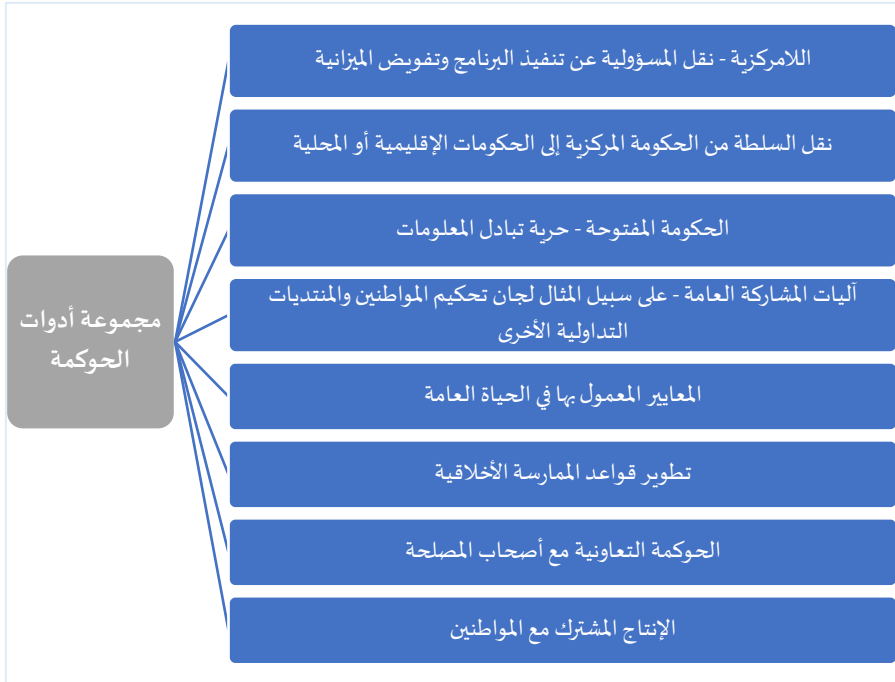 اللامركزية - نقل المسؤولية عن تنفيذ البرنامج وتفويض الميزانية
نقل السلطة من الحكومة المركزية إلى الحكومات الإقليمية أو المحلية
الحكومة المفتوحة - حرية تبادل المعلومات
آليات المشاركة العامة - على سبيل المثال لجان تحكيم المواطنين والمنتديات
التداولية الأخرى
المعايير المعمول بها في الحياة العامة
تطوير قواعد الممارسة الأخلاقية
الحوكمة التعاونية مع أصحاب المصلحة
الإنتاج المشترك مع المواطنين
مجموعة أدوات
الحوكمة